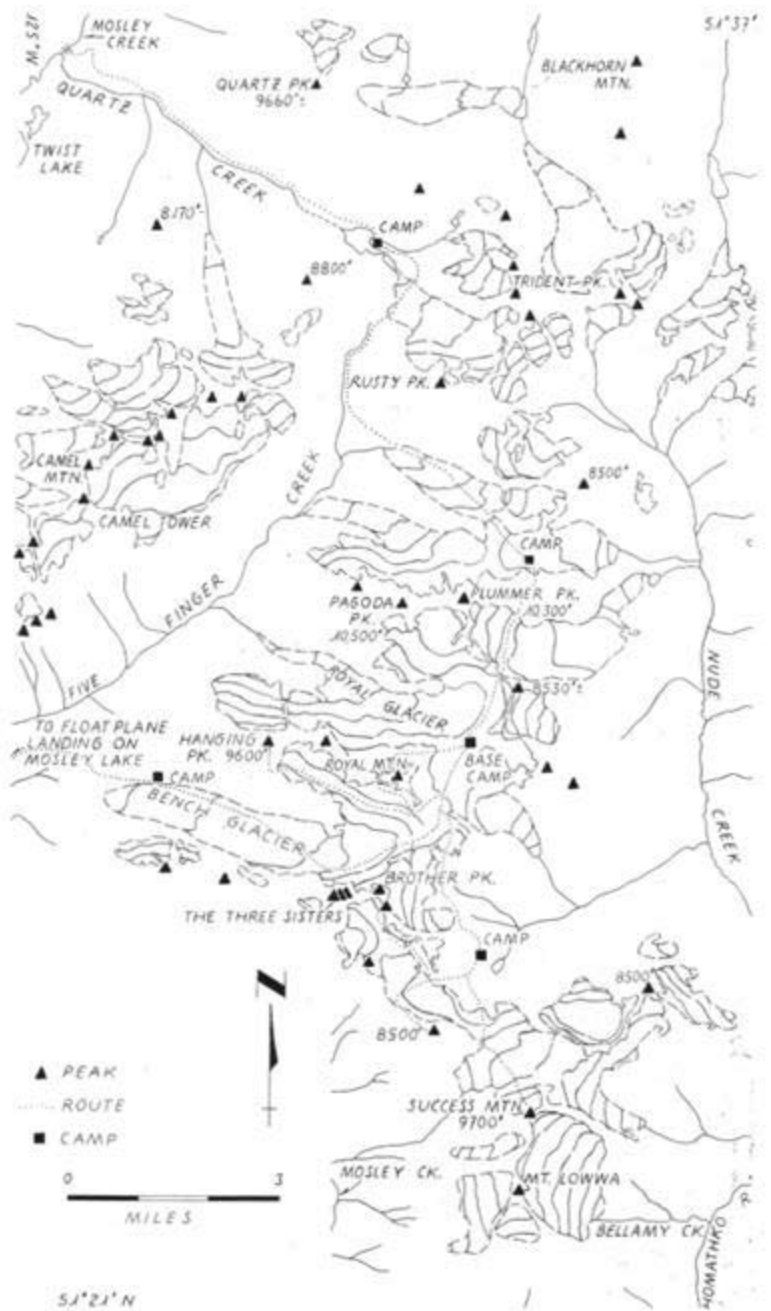 51°37'
MOSLEY
CREEK
QUARTZ
CREEK
QUARTZ PK.
9660'±
BLACKHORN
MTN.
TWIST
LAKE
8170'-
CAMP
8800'
TRIDENT PK.
RUSTY PK.
CAMEL
MTN.
CAMEL TOWER
8500'
CREEK
FINGER
FIVE
CAMP
PLUMMER PK.
10,300'
PAGODA
PK.
10,500'
8530'±
ROYAL
GLACIER
NUDE
CREEK
TO FLOAT PLANE
LANDING ON
MOSLEY LAKE
HANGING
PK. 9600'
ROYAL MTN.
BASE
CAMP
CAMP
BENCH GLACIER
BROTHER PK.
THE THREE SISTERS
CAMP
8500'
8500'
PEAK
ROUTE
CAMP
SUCCESS MTN.
9700'
0 3
MILES
MOSLEY CK.
MT. LOWWA
BELLAMY CK.
HOMATHKO
51°21' N